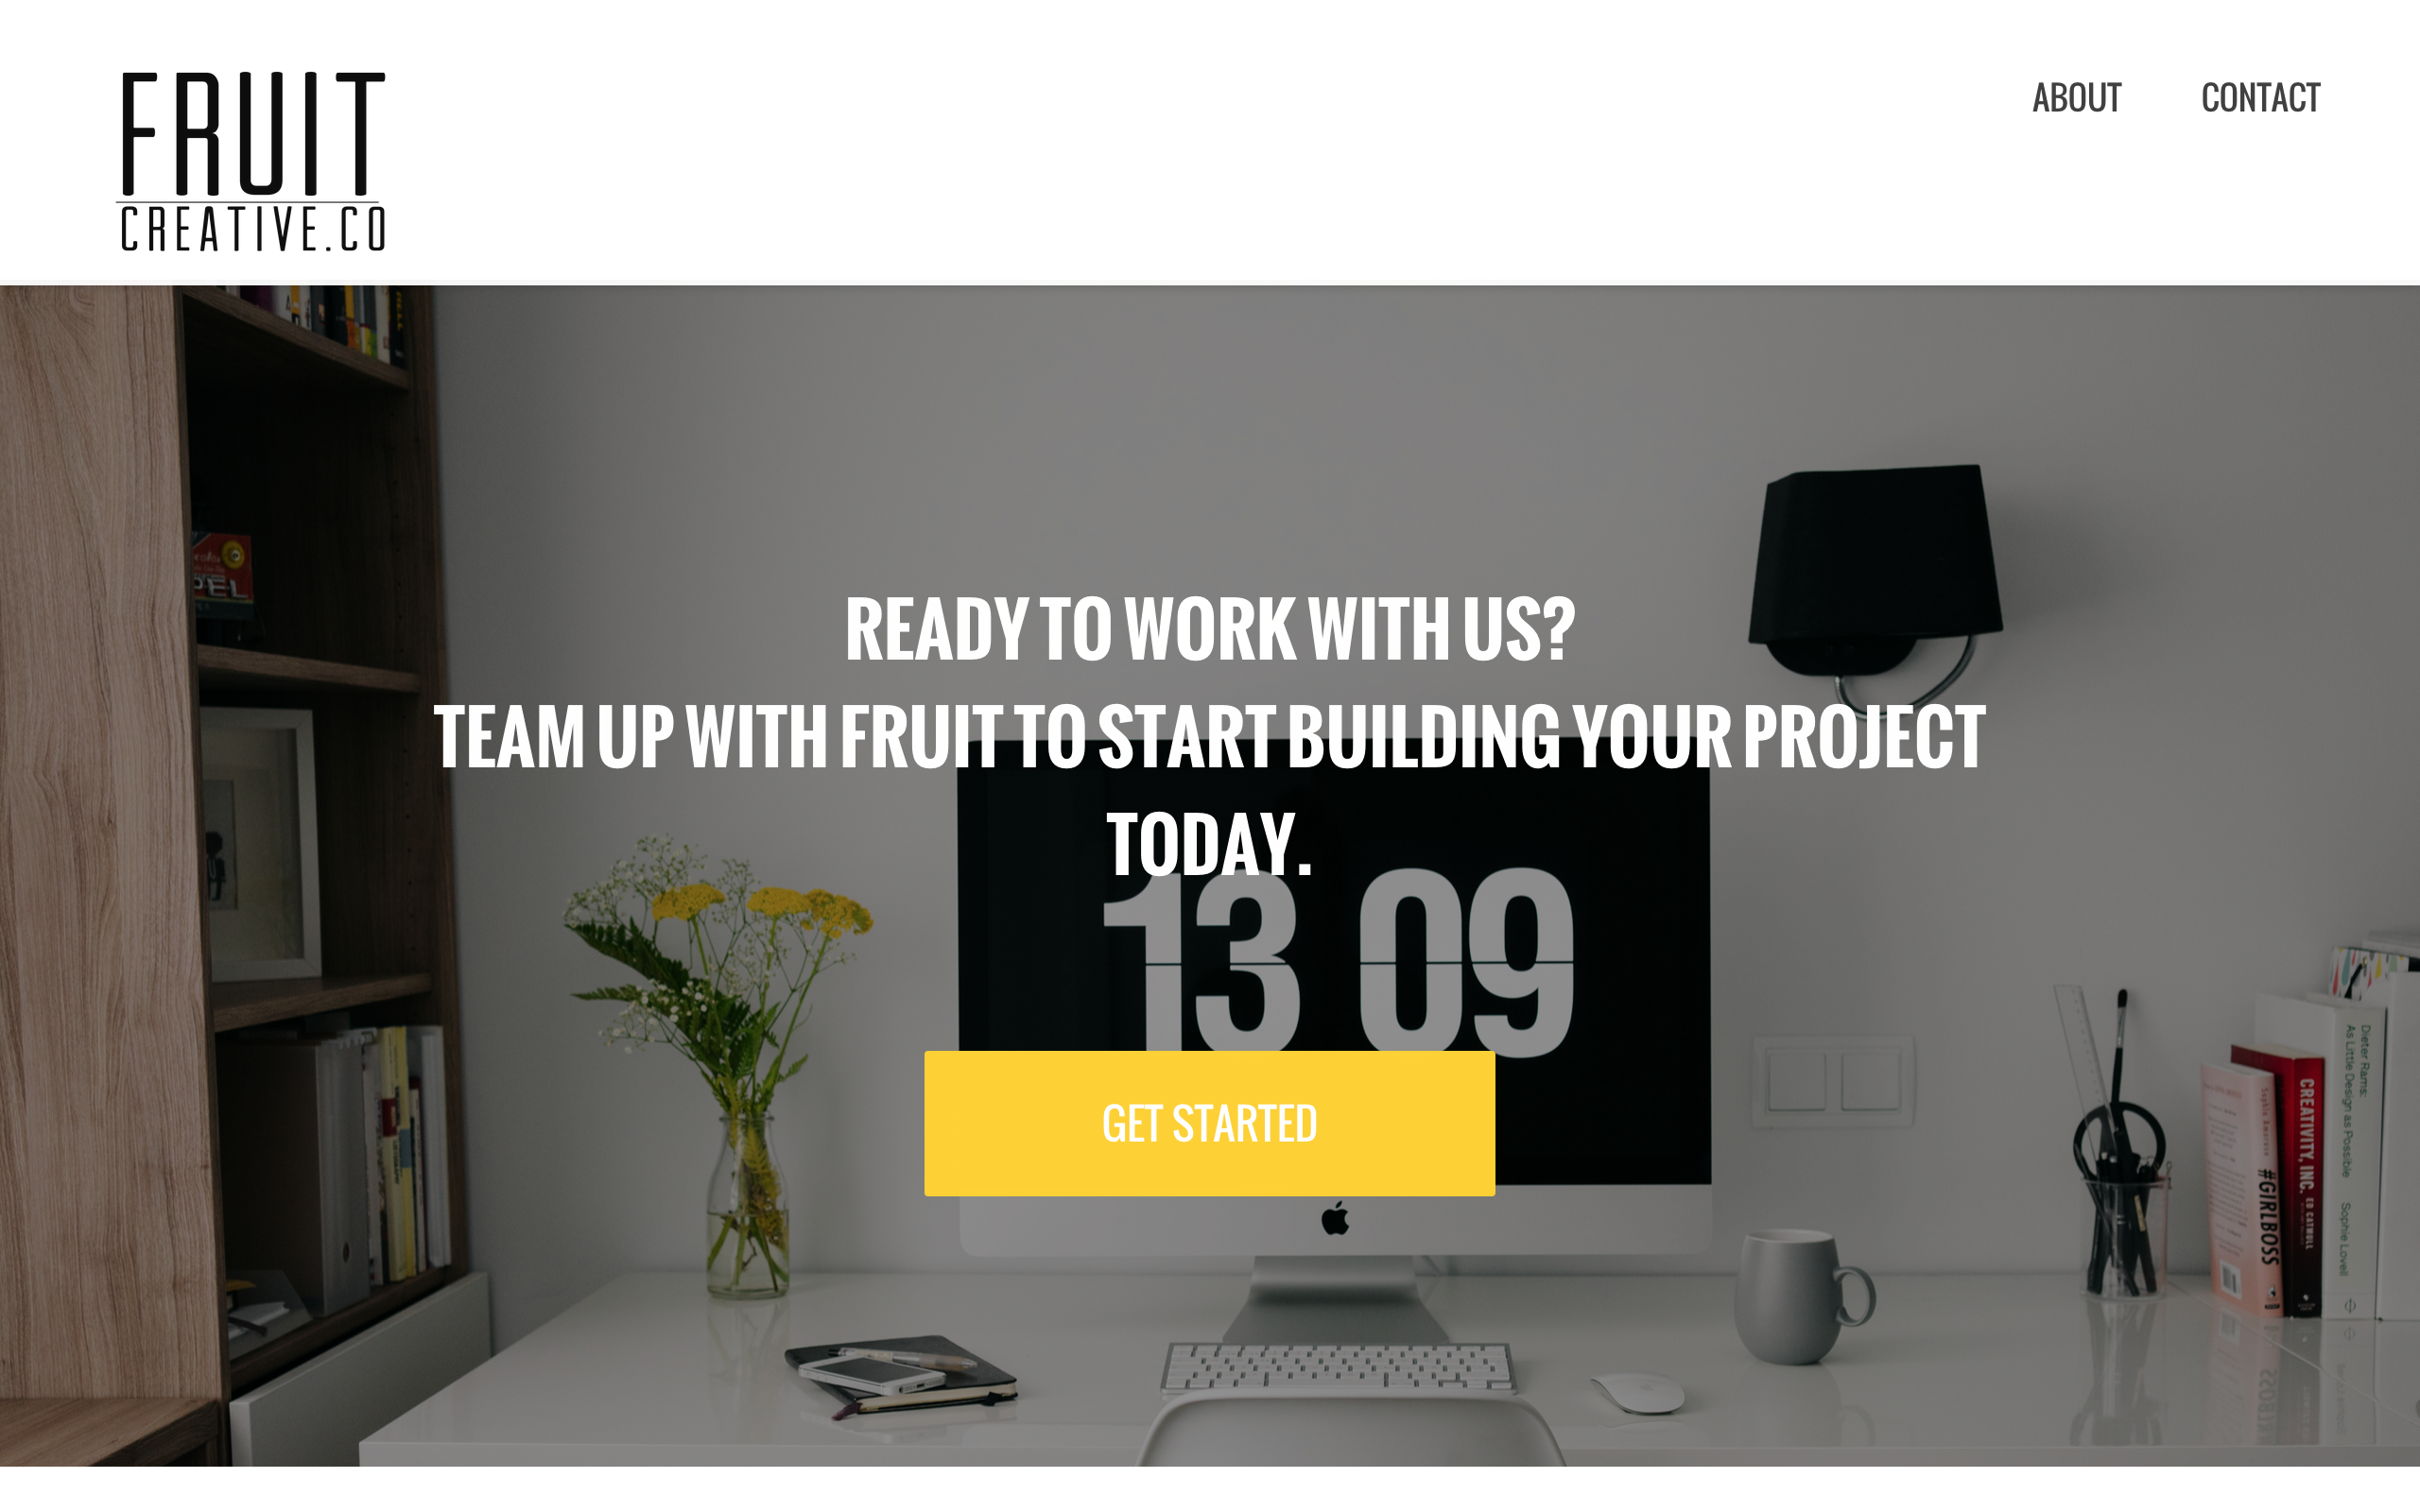 FRUIT
CREATIVE.CO
ABOUT
CONTACT
READY TO WORK WITH US?
TEAM UP WITH FRUIT TO START BUILDING YOUR PROJECT
TODAY.
13 09
GET STARTED
Dieter Rams:
As Little Design as Possible
Sophie Lovell
CREATIVITY, INC.
ED CATMULL
#GIRLBOSS